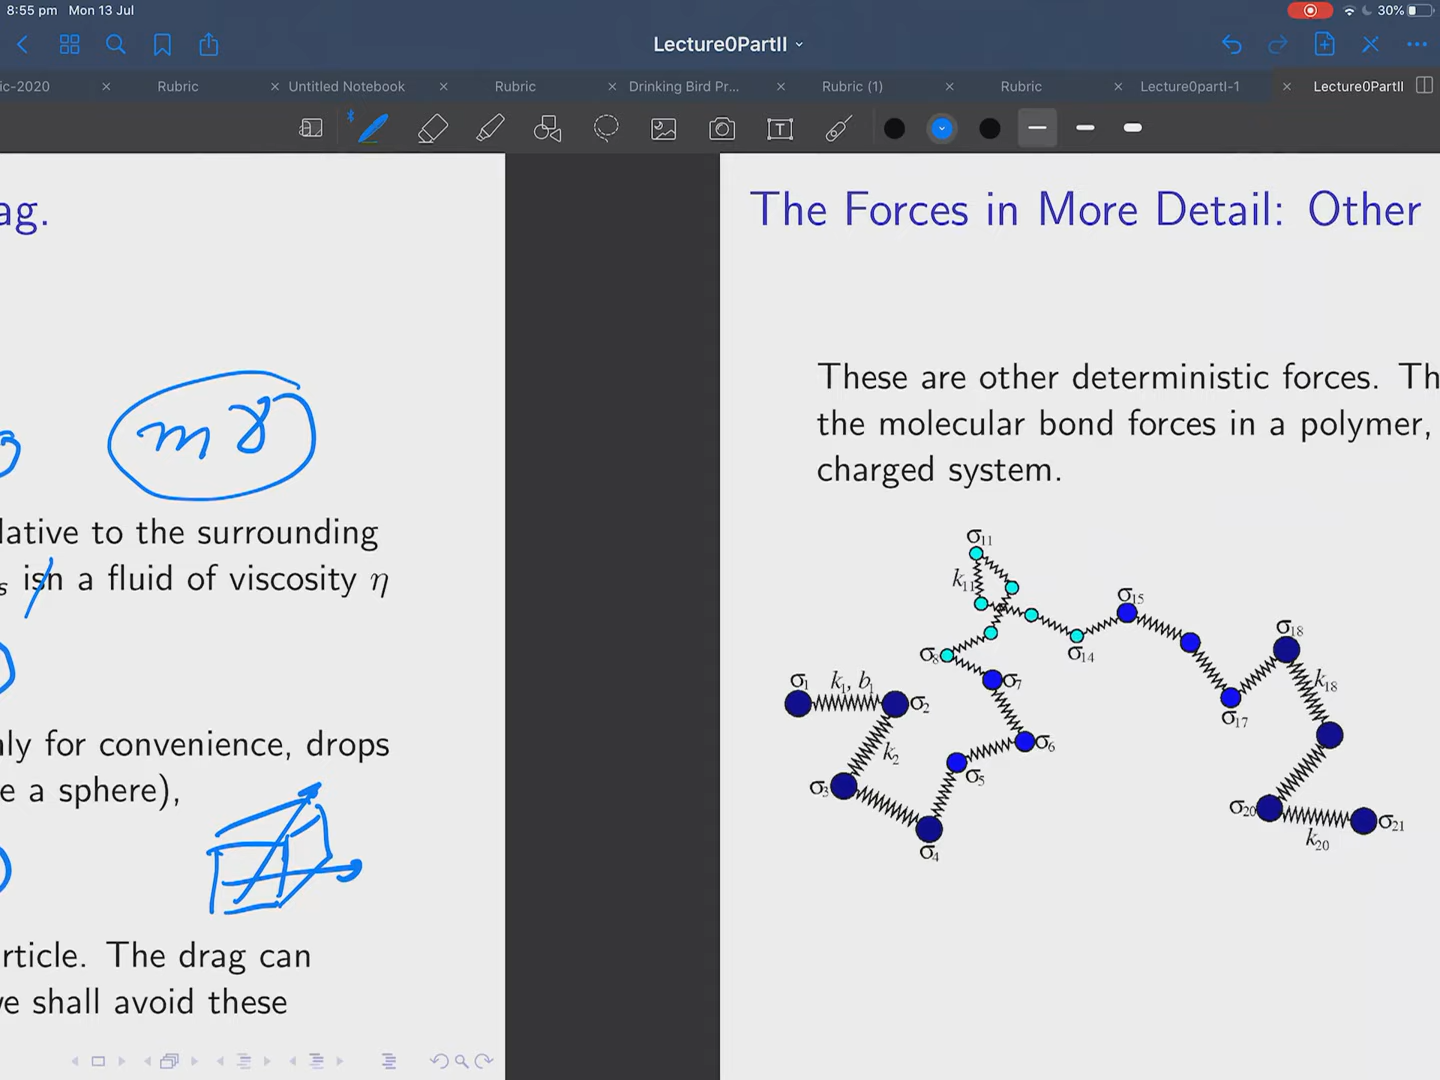 8:55 pm Mon 13 Jul
30%
Lecture0PartII
ic-2020
Rubric
Untitled Notebook
Rubric
Drinking Bird Pr...
Rubric (1)
Rubric
Lecture0partI-1
Lecture0PartII
T
ag.
mγ
lative to the surrounding
s isn a fluid of viscosity η
nly for convenience, drops
e a sphere),
rticle. The drag can
ve shall avoid these
The Forces in More Detail: Other
These are other deterministic forces. Th
the molecular bond forces in a polymer,
charged system.
σ11
k11
σ15
σ8
σ14
σ18
σ1
k1, b1
σ2
σ7
k18
σ17
k2
σ6
σ3
σ5
σ4
σ20
k20
σ21